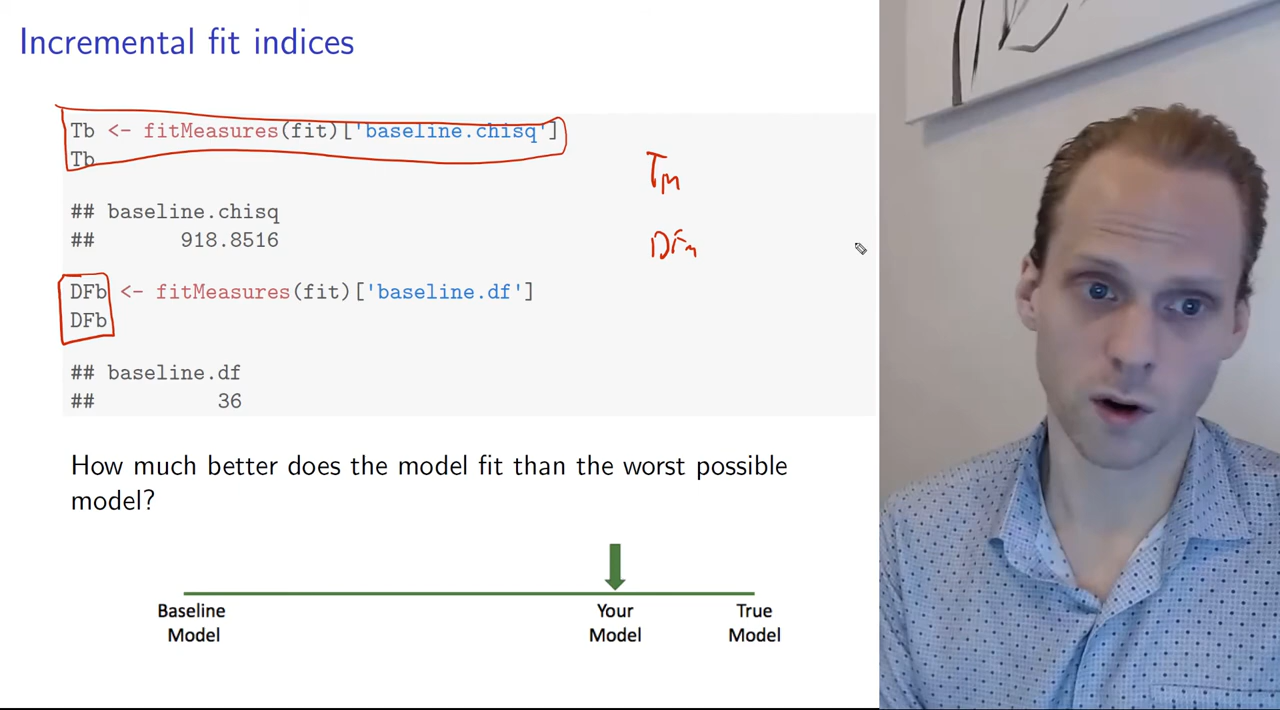 Incremental fit indices
Tb <- fitMeasures(fit)['baseline.chisq']
Tb
## baseline.chisq
## 918.8516
DFb <- fitMeasures(fit)['baseline.df']
DFb
## baseline.df
## 36
TM
DFM
How much better does the model fit than the worst possible
model?
Baseline
Model
Your
Model
True
Model